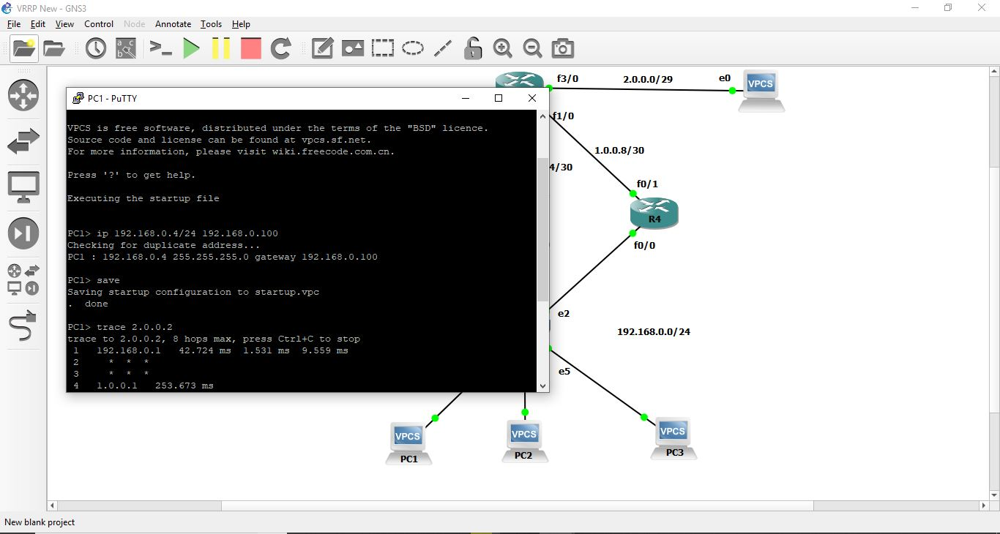 VRRP New - GNS3
File Edit View Control Node Annotate Tools Help
f3/0 2.0.0.0/29 e0
VPCS
PC1 - PuTTY
f1/0
VPCS is free software, distributed under the terms of the "BSD" licence.
Source code and license can be found at vpcs.sf.net.
For more information, please visit wiki.freecode.com.cn.
1.0.0.8/30
4/30
Press '?' to get help.
f0/1
Executing the startup file
R4
PC1> ip 192.168.0.4/24 192.168.0.100
Checking for duplicate address...
PC1 : 192.168.0.4 255.255.255.0 gateway 192.168.0.100
f0/0
PC1> save
Saving startup configuration to startup.vpc
. done
e2
PC1> trace 2.0.0.2
192.168.0.0/24
trace to 2.0.0.2, 8 hops max, press Ctrl+C to stop
1 192.168.0.1 42.724 ms 1.531 ms 9.559 ms
2 * * *
3 * * *
4 1.0.0.1 253.673 ms
e5
VPCS
PC1
VPCS
PC2
VPCS
PC3
New blank project